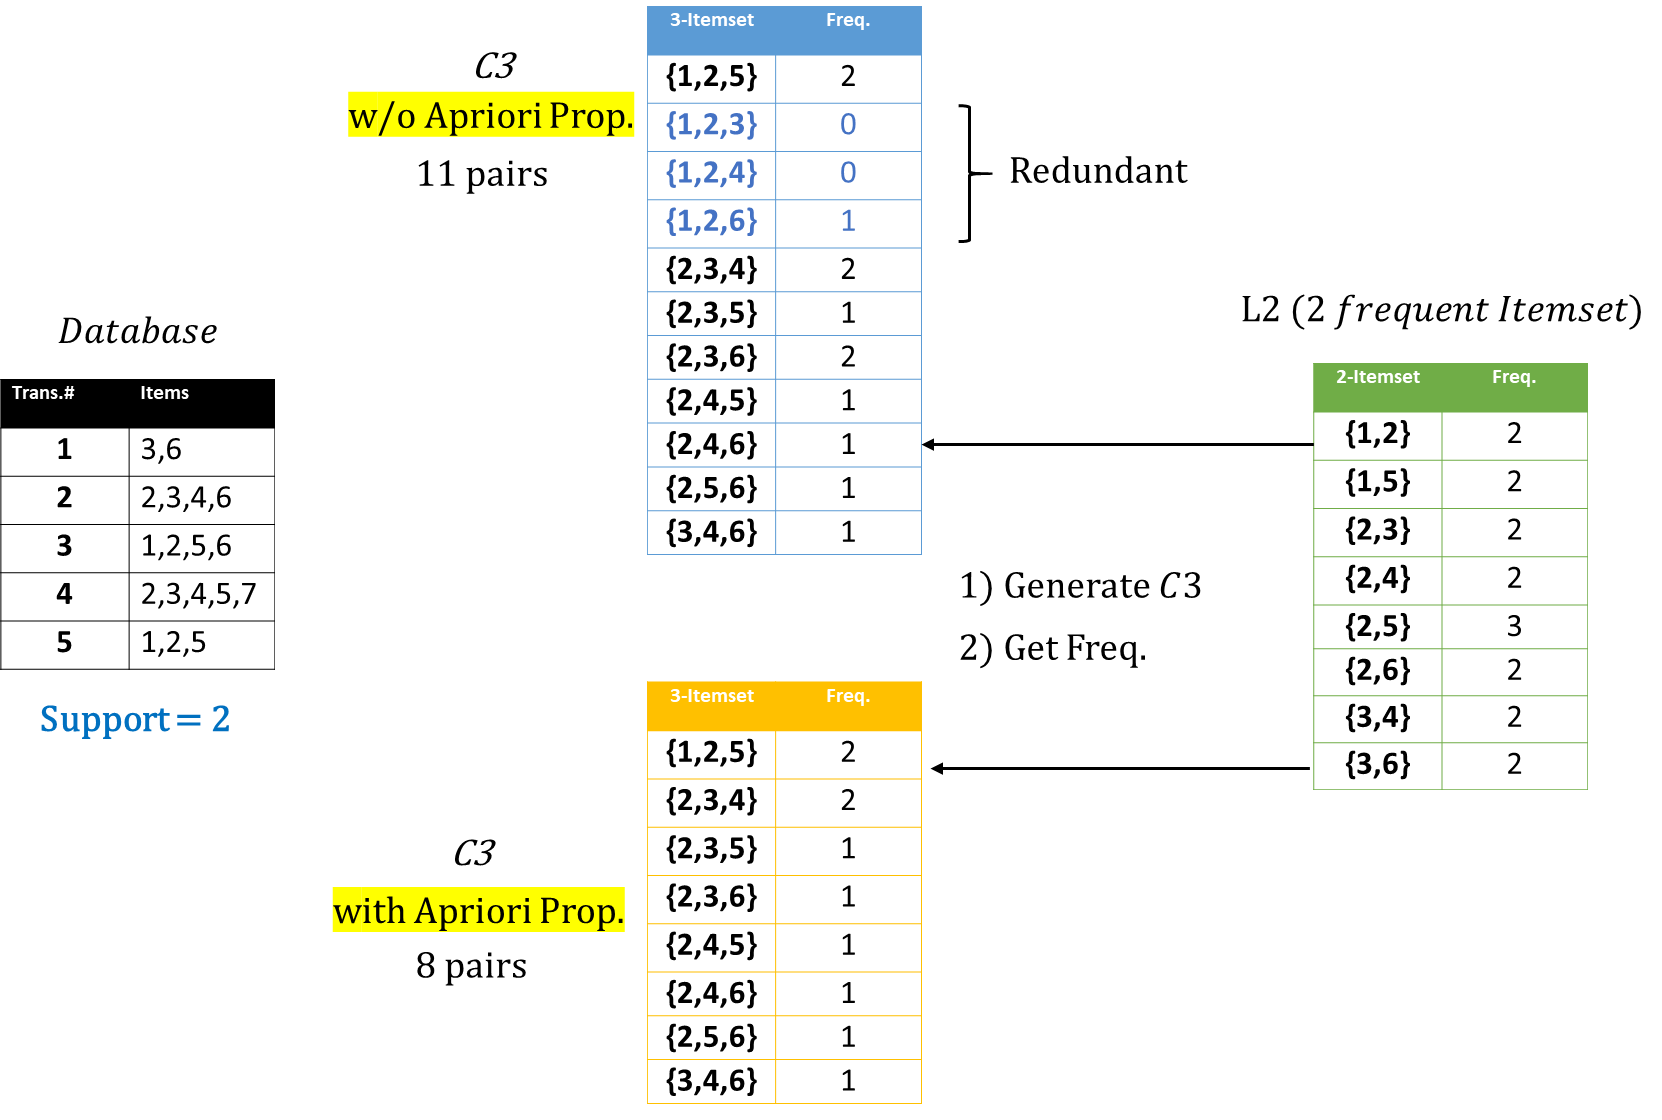 C3
w/o Apriori Prop.
11 pairs
3-Itemset Freq.
{1,2,5} 2
{1,2,3} 0
{1,2,4} 0
{1,2,6} 1
{2,3,4} 2
{2,3,5} 1
{2,3,6} 2
{2,4,5} 1
{2,4,6} 1
{2,5,6} 1
{3,4,6} 1
Redundant
Database
Trans.# Items
1 3,6
2 2,3,4,6
3 1,2,5,6
4 2,3,4,5,7
5 1,2,5
Support = 2
L2 (2 frequent Itemset)
2-Itemset Freq.
{1,2} 2
{1,5} 2
{2,3} 2
{2,4} 2
{2,5} 3
{2,6} 2
{3,4} 2
{3,6} 2
1) Generate C3
2) Get Freq.
C3
with Apriori Prop.
8 pairs
3-Itemset Freq.
{1,2,5} 2
{2,3,4} 2
{2,3,5} 1
{2,3,6} 1
{2,4,5} 1
{2,4,6} 1
{2,5,6} 1
{3,4,6} 1